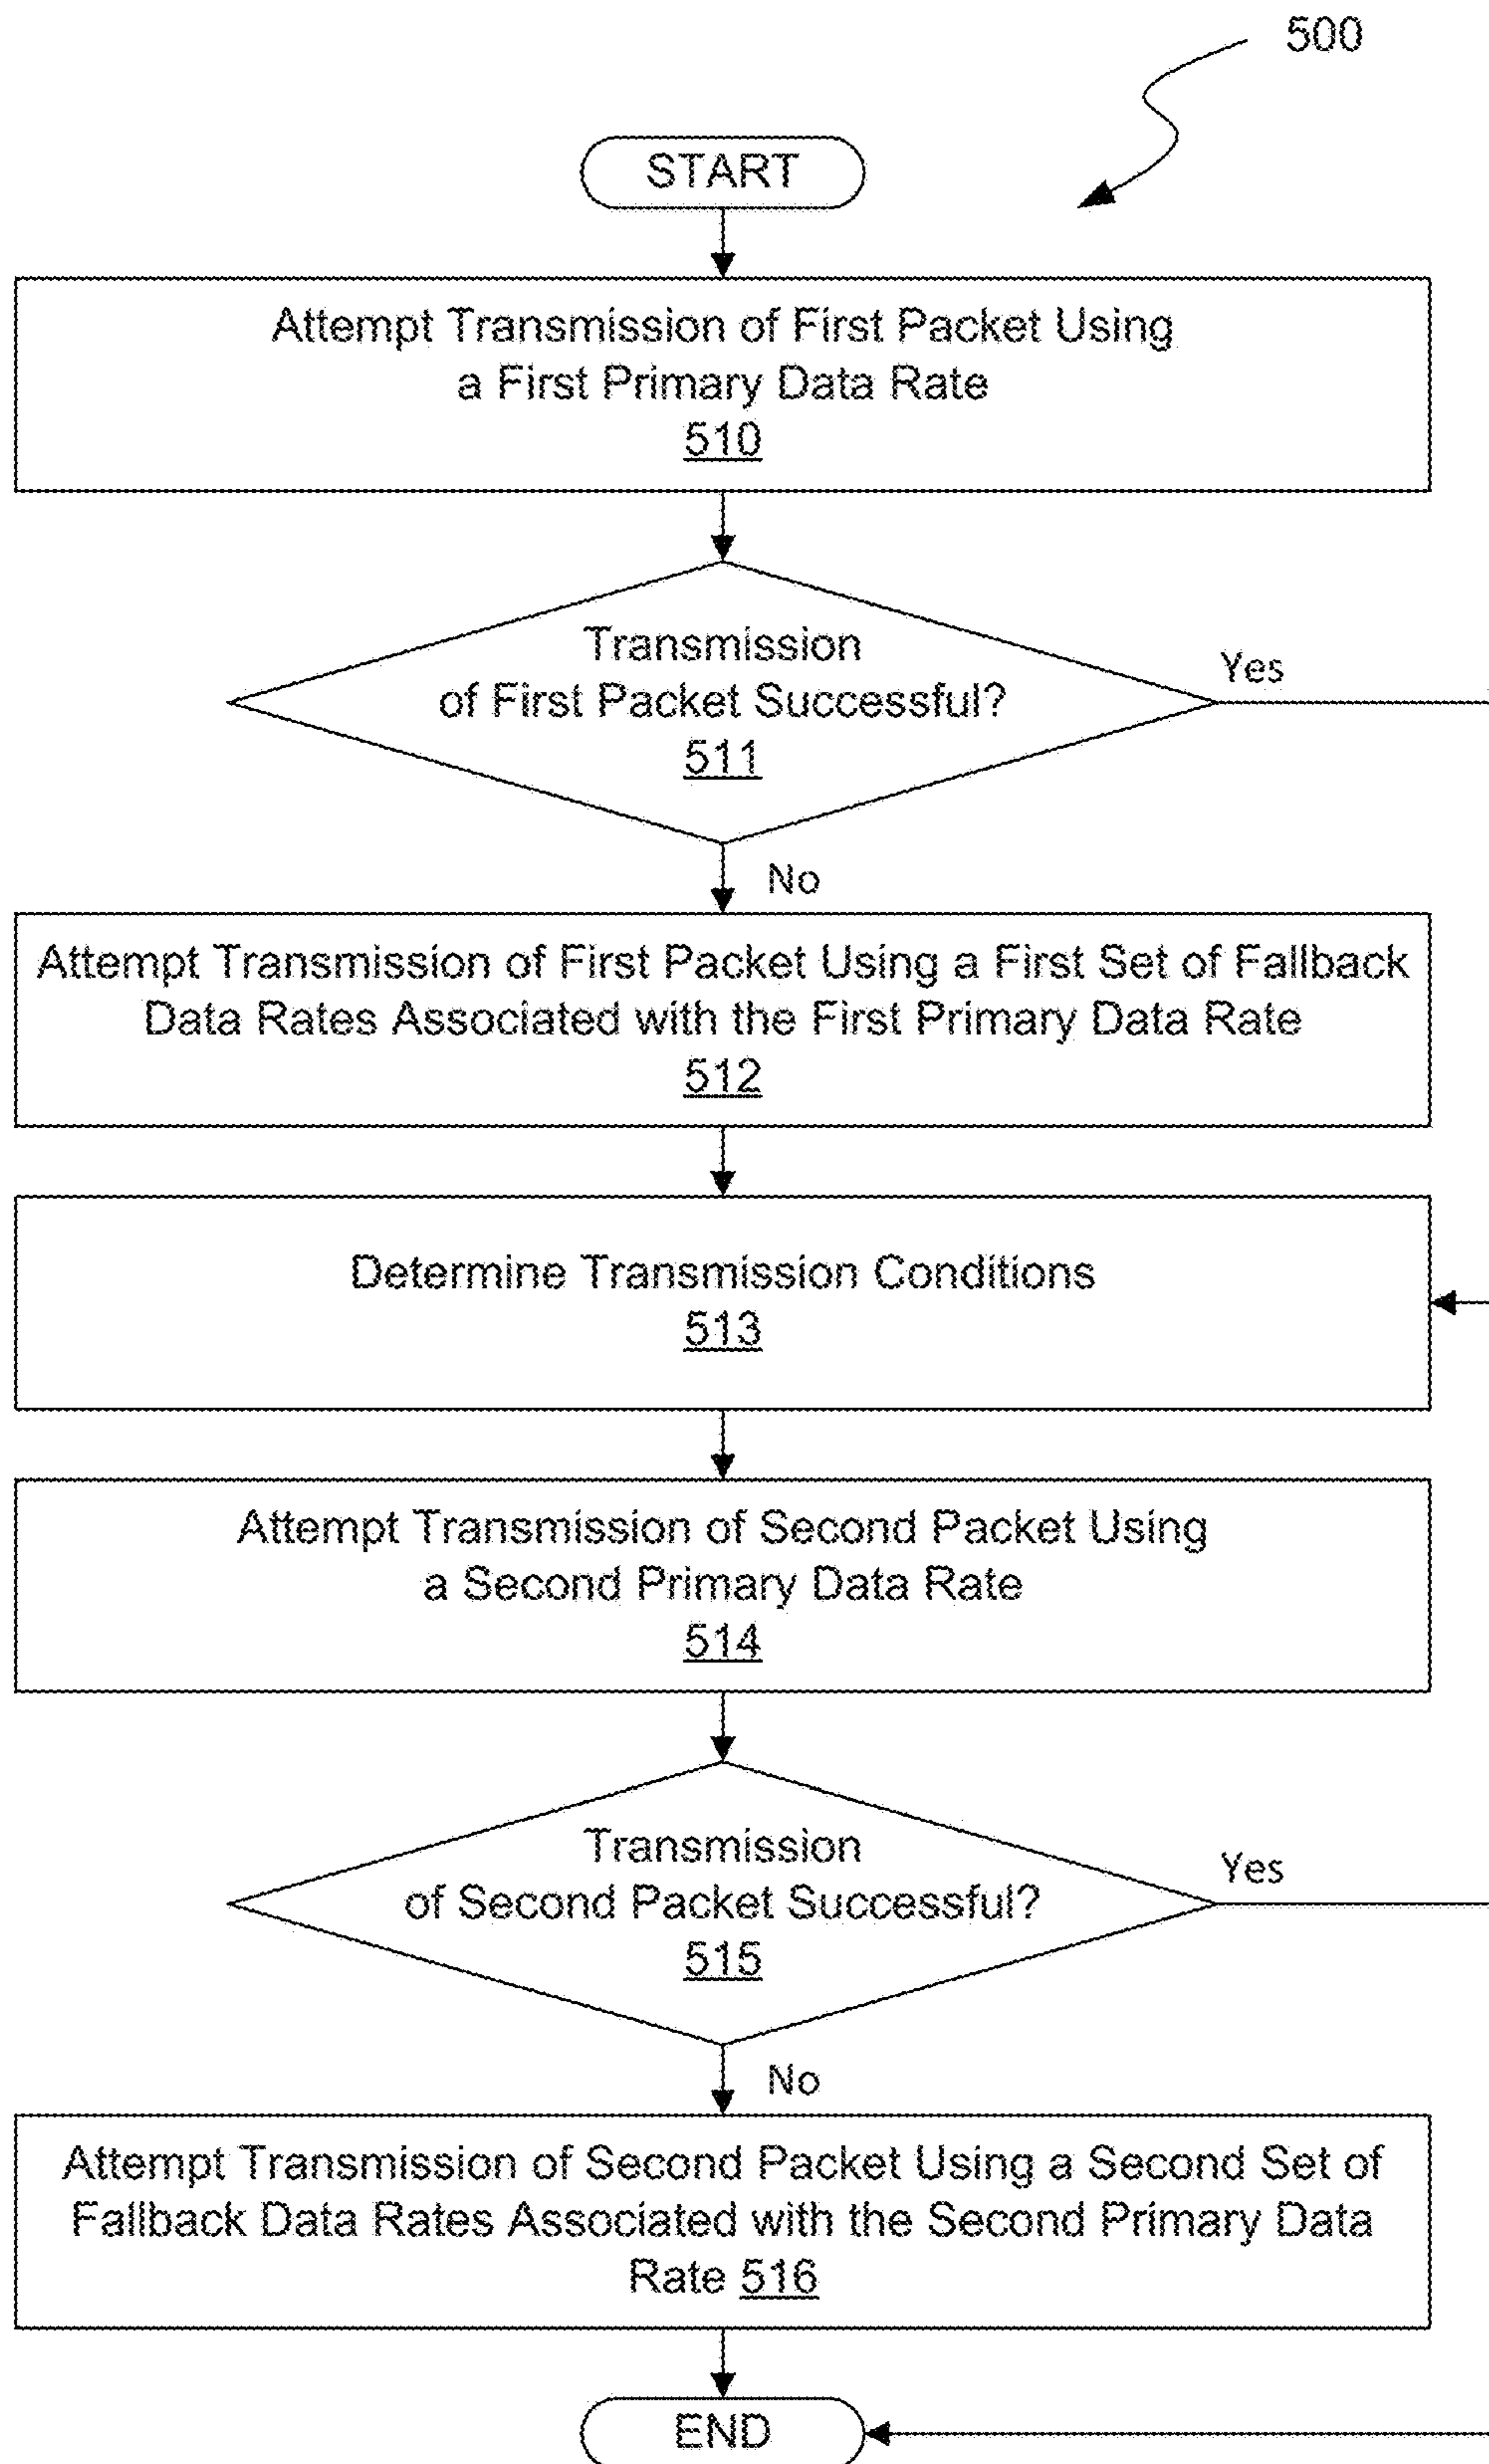 500
START
Attempt Transmission of First Packet Using
a First Primary Data Rate
510
Transmission
of First Packet Successful?
511
Yes
No
Attempt Transmission of First Packet Using a First Set of Fallback
Data Rates Associated with the First Primary Data Rate
512
Determine Transmission Conditions
513
Attempt Transmission of Second Packet Using
a Second Primary Data Rate
514
Transmission
of Second Packet Successful?
515
Yes
No
Attempt Transmission of Second Packet Using a Second Set of
Fallback Data Rates Associated with the Second Primary Data
Rate 516
END